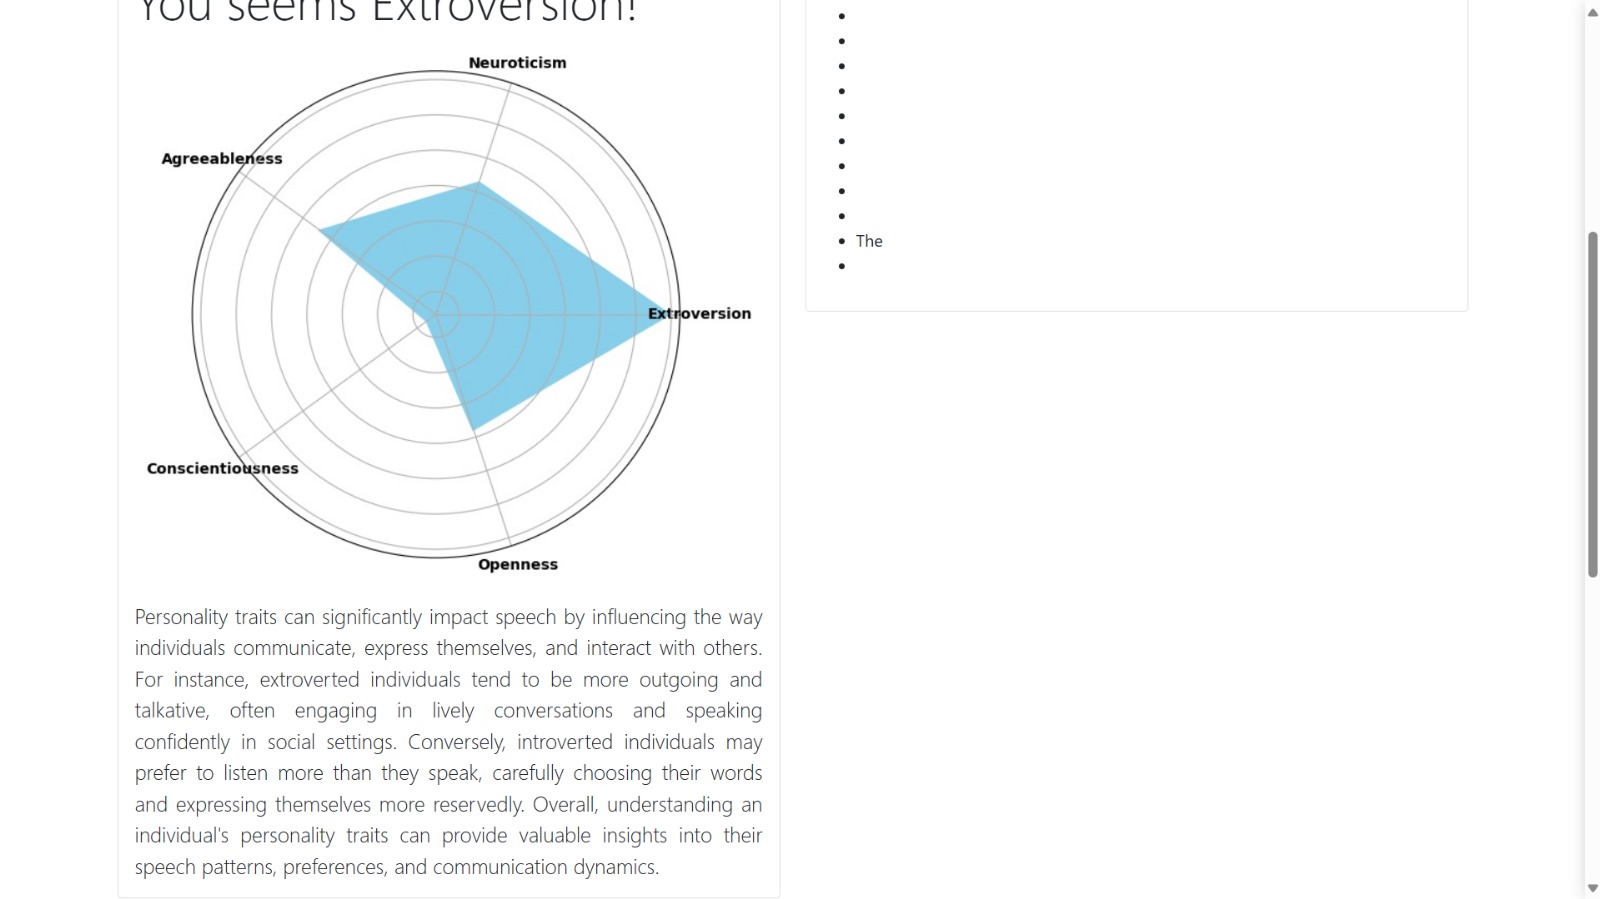 You seems Extroversion!
Neuroticism
Agreeableness
Extroversion
Conscientiousness
Openness
Personality traits can significantly impact speech by influencing the way
individuals communicate, express themselves, and interact with others.
For instance, extroverted individuals tend to be more outgoing and
talkative, often engaging in lively conversations and speaking
confidently in social settings. Conversely, introverted individuals may
prefer to listen more than they speak, carefully choosing their words
and expressing themselves more reservedly. Overall, understanding an
individual's personality traits can provide valuable insights into their
speech patterns, preferences, and communication dynamics.
The